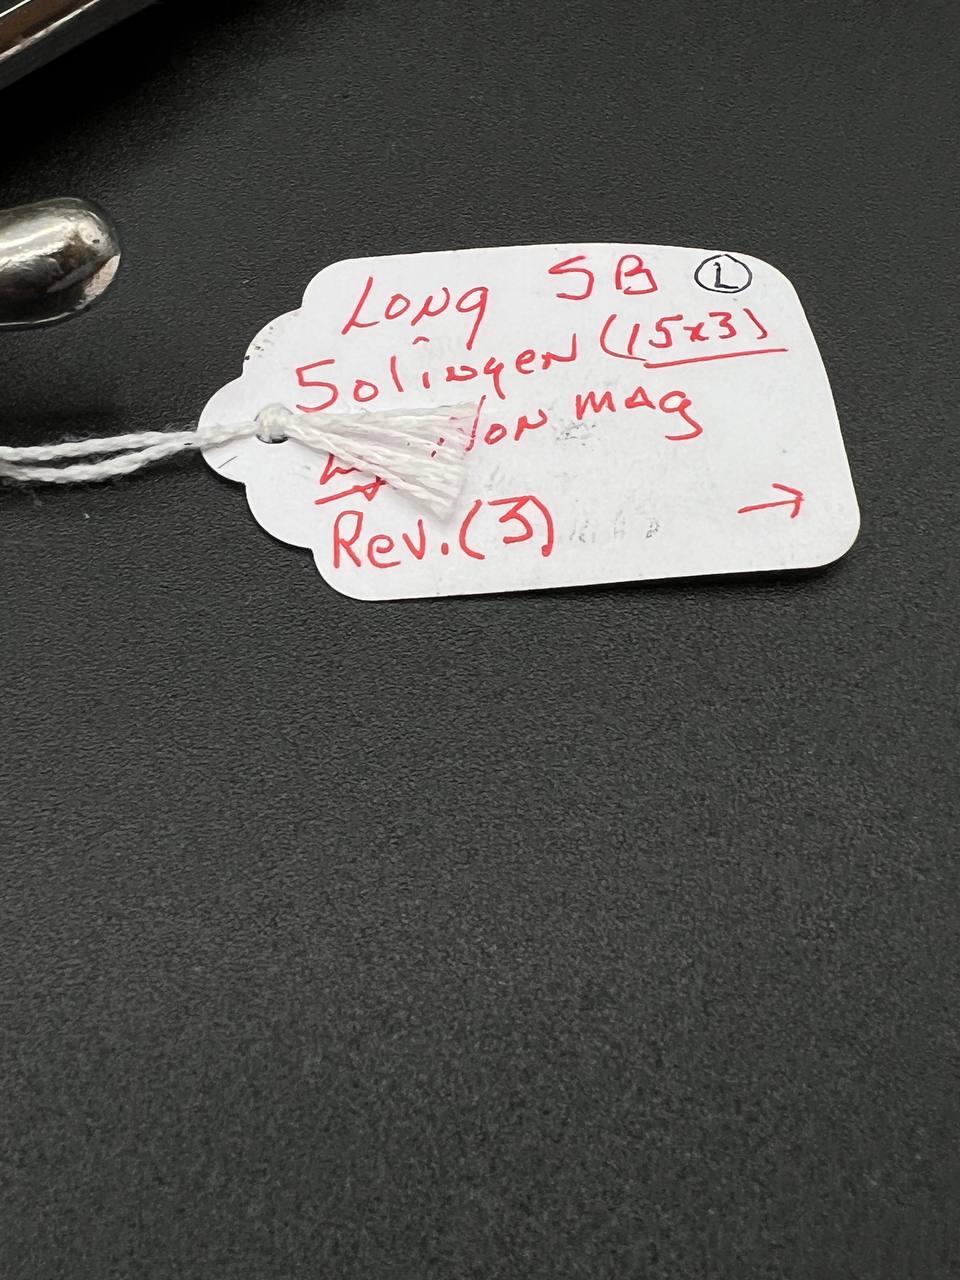 Long SB L
Solingen (15x3)
Non mag
Rev. (3) →